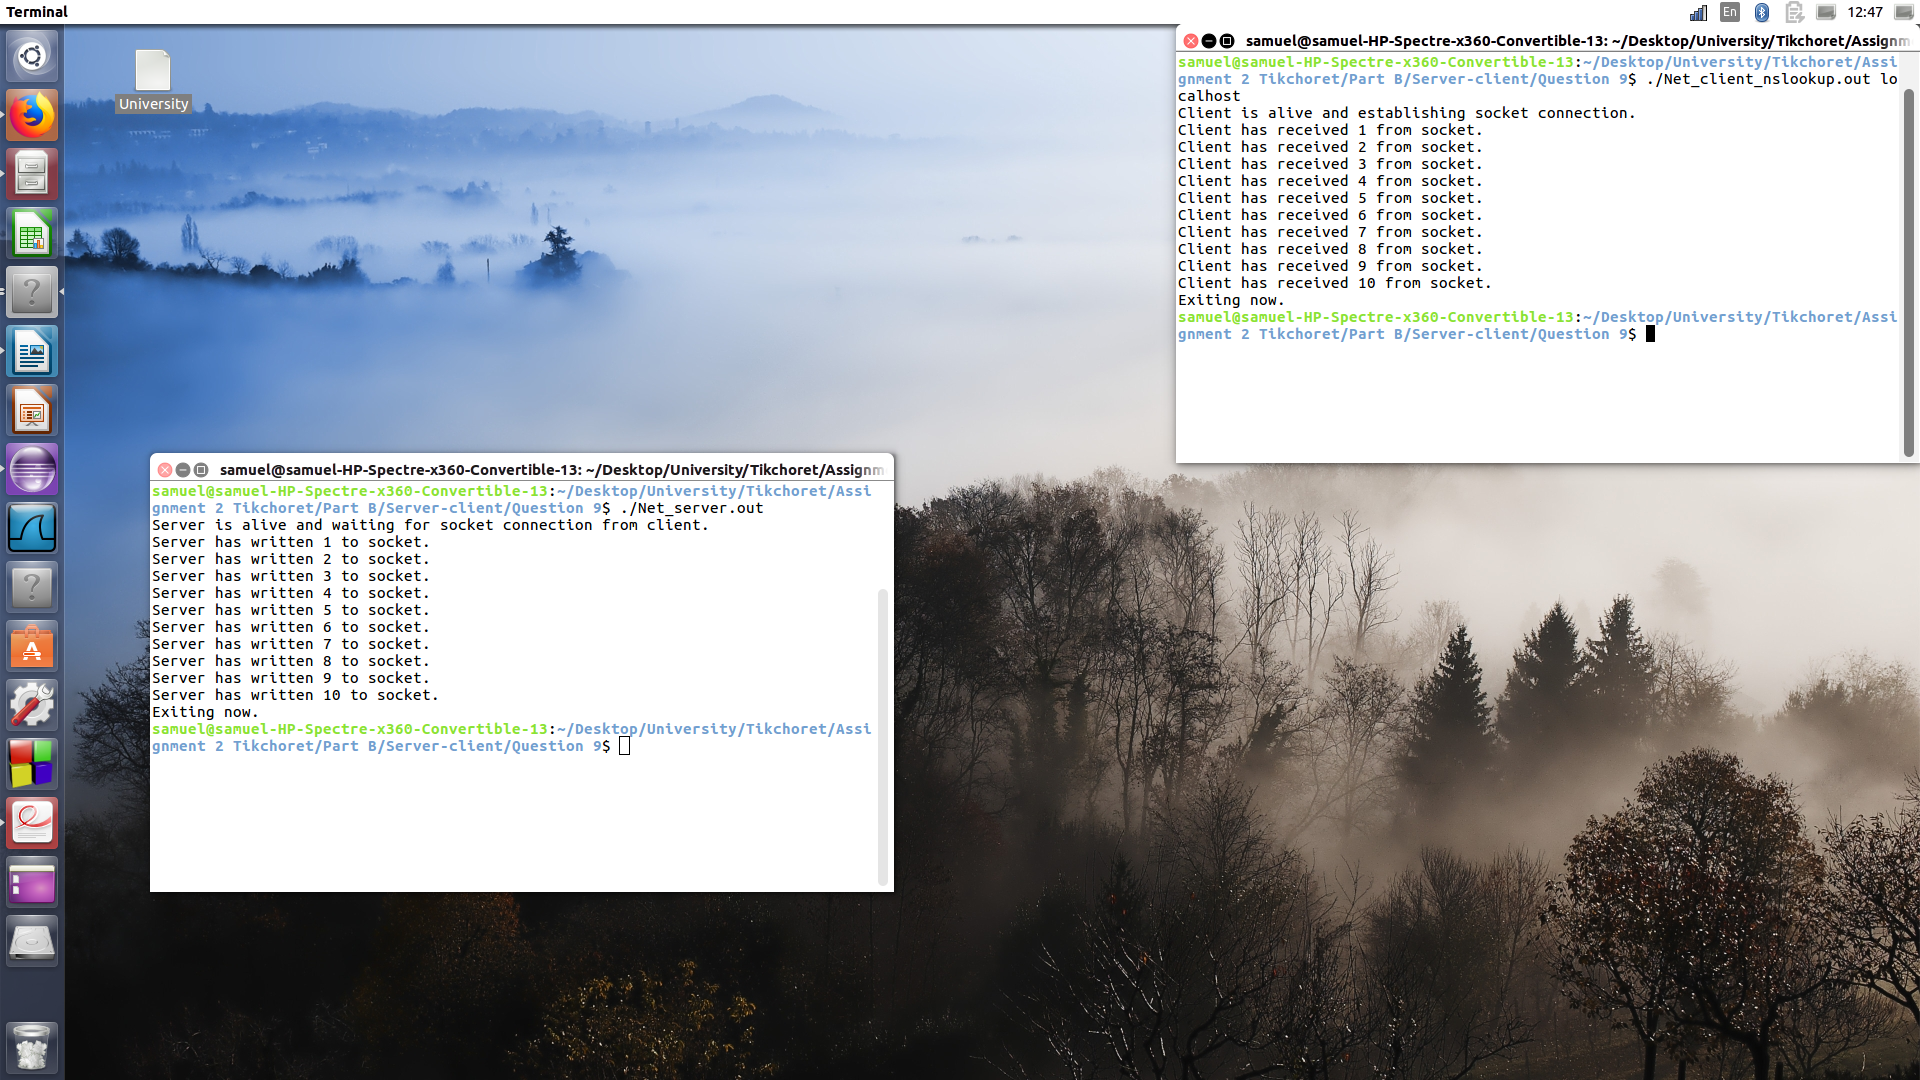 Terminal
En
12:47
University
samuel@samuel-HP-Spectre-x360-Convertible-13: ~/Desktop/University/Tikchoret/Assignm
samuel@samuel-HP-Spectre-x360-Convertible-13:~/Desktop/University/Tikchoret/Assi
gnment 2 Tikchoret/Part B/Server-client/Question 9$ ./Net_client_nslookup.out lo
calhost
Client is alive and establishing socket connection.
Client has received 1 from socket.
Client has received 2 from socket.
Client has received 3 from socket.
Client has received 4 from socket.
Client has received 5 from socket.
Client has received 6 from socket.
Client has received 7 from socket.
Client has received 8 from socket.
Client has received 9 from socket.
Client has received 10 from socket.
Exiting now.
samuel@samuel-HP-Spectre-x360-Convertible-13:~/Desktop/University/Tikchoret/Assi
gnment 2 Tikchoret/Part B/Server-client/Question 9$
samuel@samuel-HP-Spectre-x360-Convertible-13: ~/Desktop/University/Tikchoret/Assignm
samuel@samuel-HP-Spectre-x360-Convertible-13:~/Desktop/University/Tikchoret/Assi
gnment 2 Tikchoret/Part B/Server-client/Question 9$ ./Net_server.out
Server is alive and waiting for socket connection from client.
Server has written 1 to socket.
Server has written 2 to socket.
Server has written 3 to socket.
Server has written 4 to socket.
Server has written 5 to socket.
Server has written 6 to socket.
Server has written 7 to socket.
Server has written 8 to socket.
Server has written 9 to socket.
Server has written 10 to socket.
Exiting now.
samuel@samuel-HP-Spectre-x360-Convertible-13:~/Desktop/University/Tikchoret/Assi
gnment 2 Tikchoret/Part B/Server-client/Question 9$